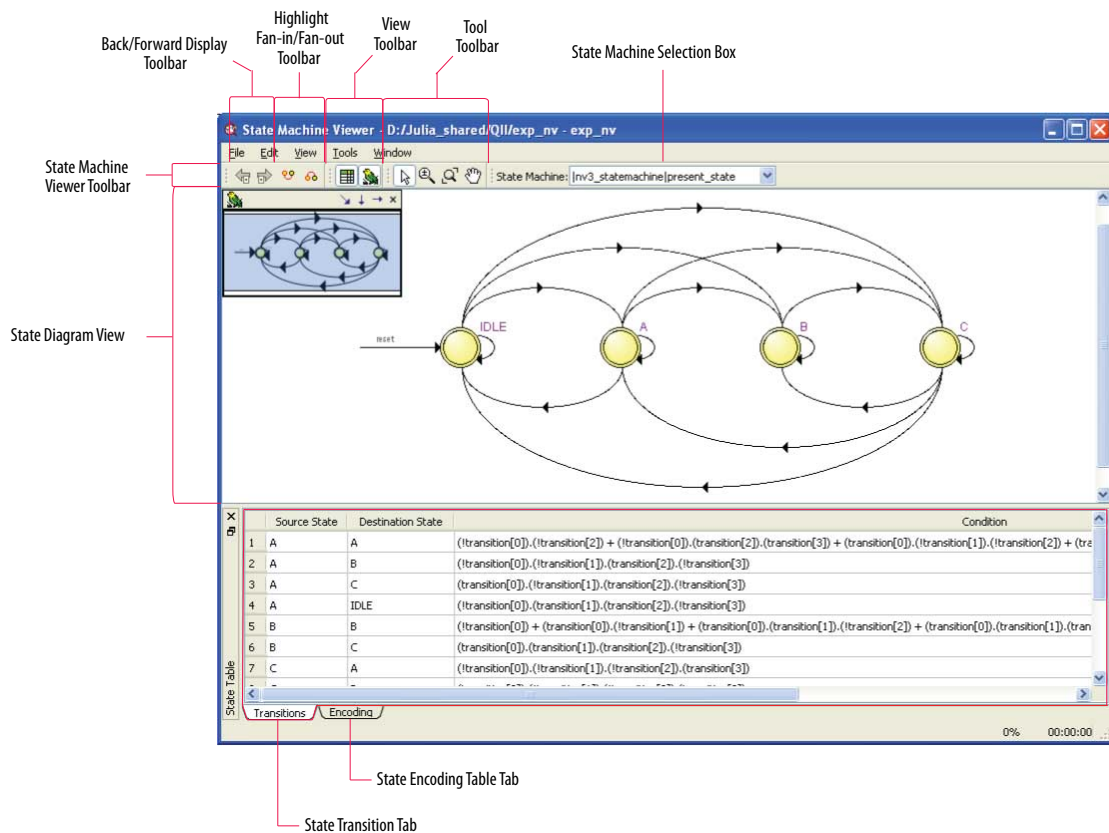 Highlight
Fan-in/Fan-out
Toolbar
View
Toolbar
Tool
Toolbar
Back/Forward Display
Toolbar
State Machine Selection Box
State Machine Viewer - D:/Julia_shared/QII/exp_nv - exp_nv
File Edit View Tools Window
State Machine
Viewer Toolbar
State Machine: |nv3_statemachine|present_state
State Diagram View
reset
IDLE
A
B
C
State Table
Source State Destination State Condition
1 A A (!transition[0]).(!transition[2]) + (!transition[0]).(transition[2]).(transition[3]) + (transition[0]).(!transition[1]).(!transition[2]) + (tra
2 A B (!transition[0]).(!transition[1]).(transition[2]).(!transition[3])
3 A C (transition[0]).(!transition[1]).(transition[2]).(!transition[3])
4 A IDLE (!transition[0]).(transition[1]).(transition[2]).(!transition[3])
5 B B (!transition[0]) + (transition[0]).(!transition[1]) + (transition[0]).(transition[1]).(!transition[2]) + (transition[0]).(transition[1]).(tran
6 B C (transition[0]).(transition[1]).(transition[2]).(!transition[3])
7 C A (!transition[0]).(!transition[1]).(!transition[2]).(transition[3])
Transitions Encoding
0% 00:00:00
State Encoding Table Tab
State Transition Tab